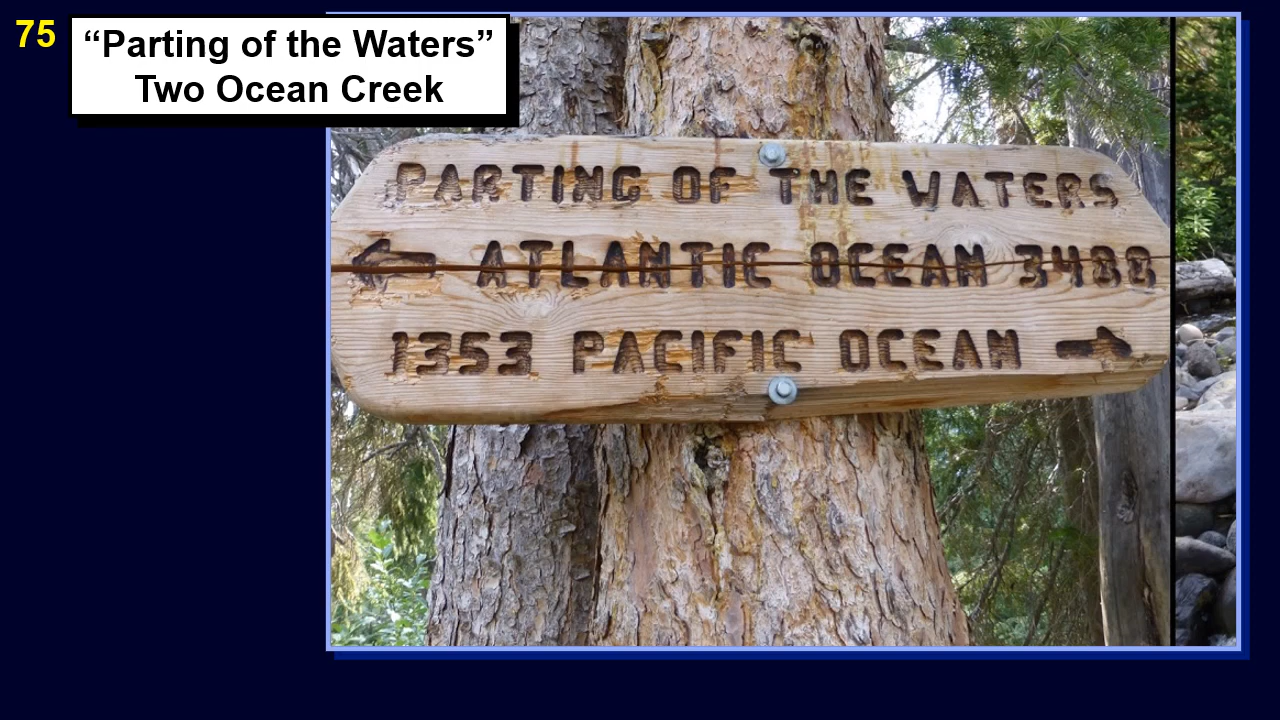 75
“Parting of the Waters”
Two Ocean Creek
PARTING OF THE WATERS
← ATLANTIC OCEAN 3488
1353 PACIFIC OCEAN →